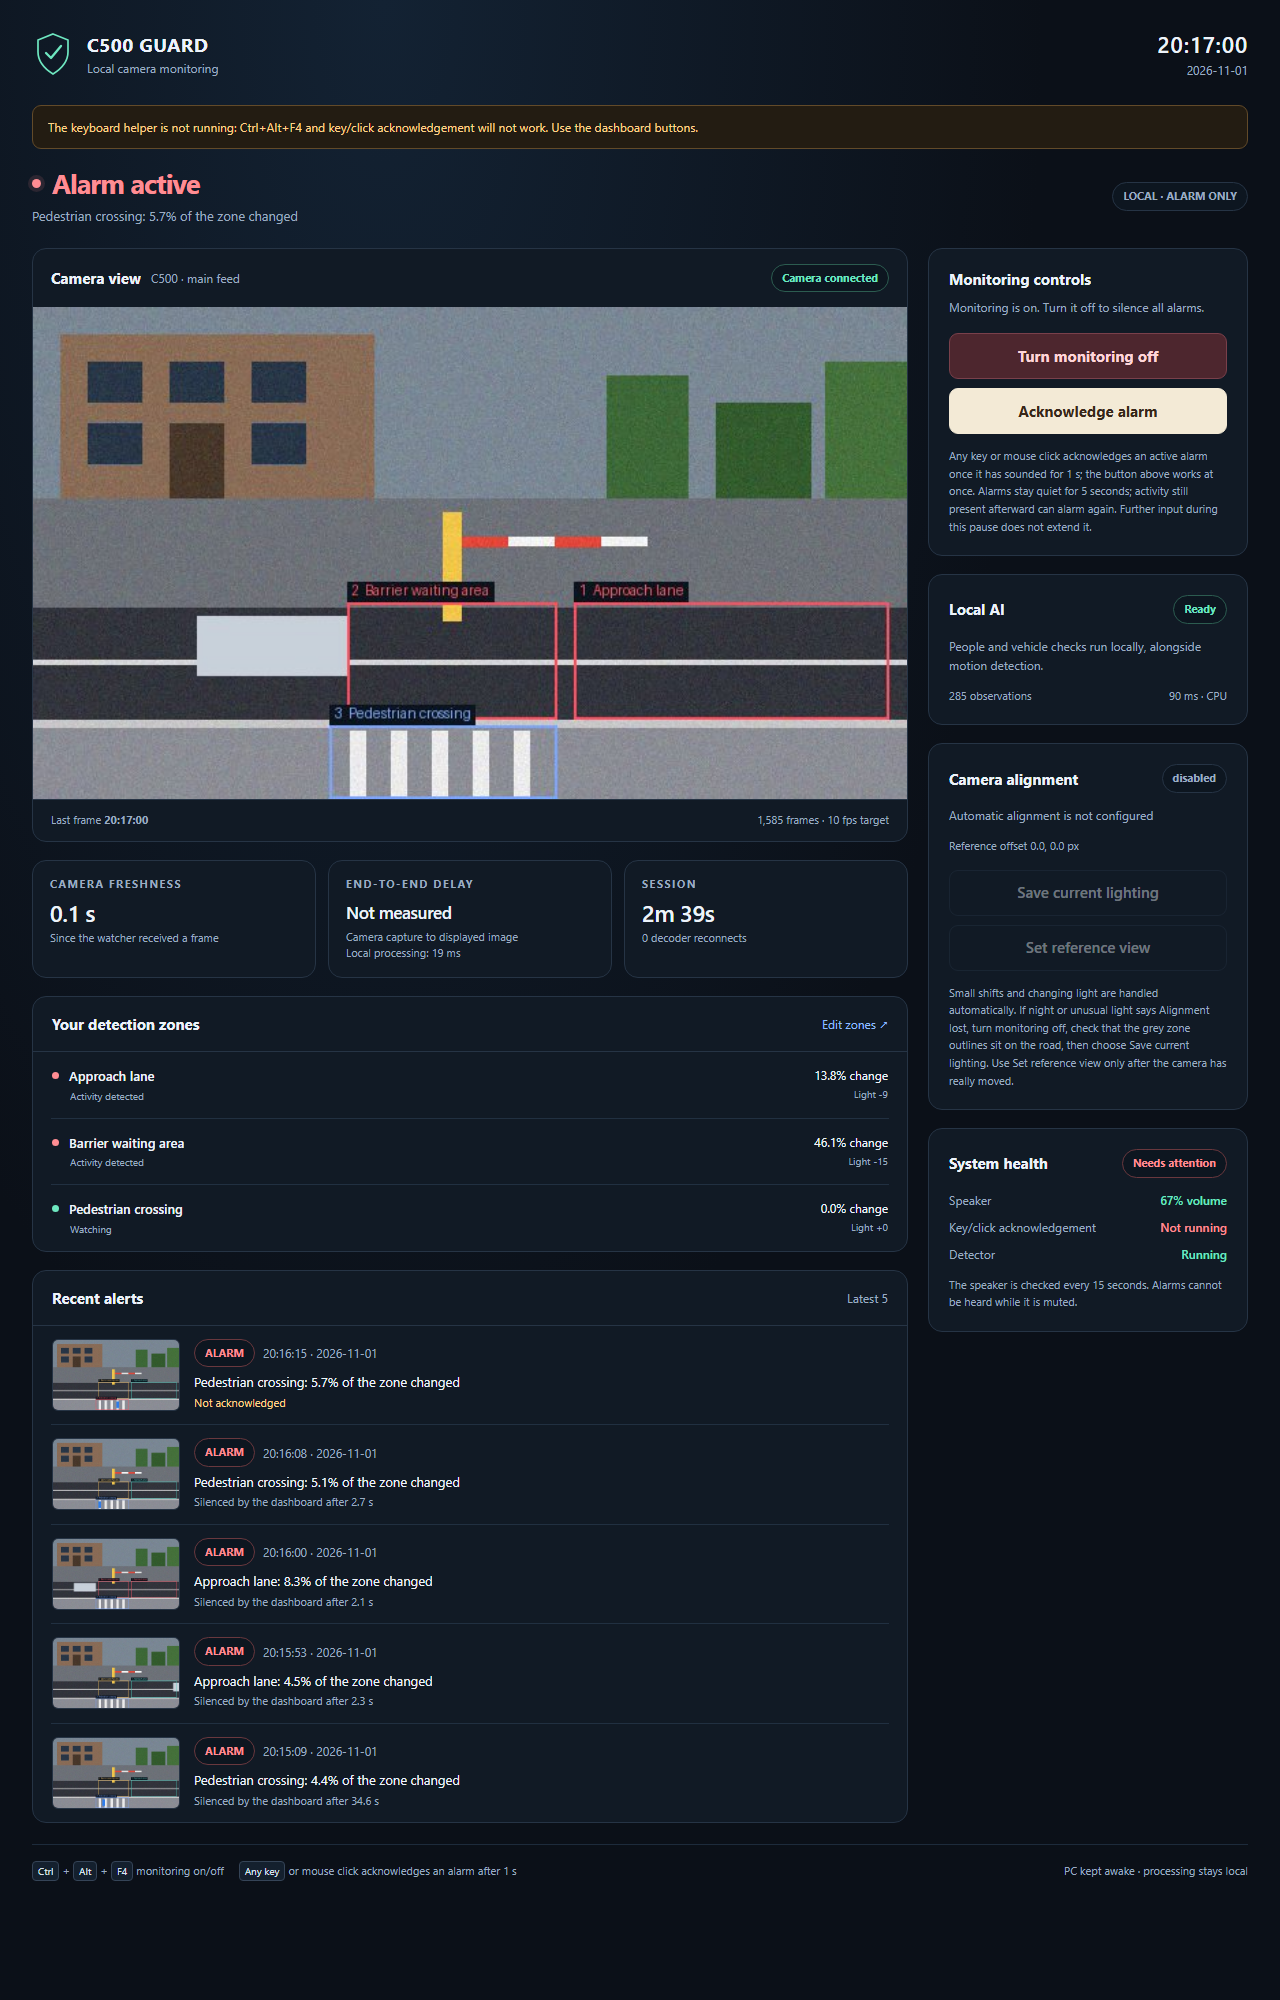 C500 GUARD
Local camera monitoring
20:17:00
2026-11-01
The keyboard helper is not running: Ctrl+Alt+F4 and key/click acknowledgement will not work. Use the dashboard buttons.
Alarm active
Pedestrian crossing: 5.7% of the zone changed
LOCAL · ALARM ONLY
Camera view C500 · main feed
Camera connected
2 Barrier waiting area
1 Approach lane
3 Pedestrian crossing
Last frame 20:17:00
1,585 frames · 10 fps target
CAMERA FRESHNESS
0.1 s
Since the watcher received a frame
END-TO-END DELAY
Not measured
Camera capture to displayed image
Local processing: 19 ms
SESSION
2m 39s
0 decoder reconnects
Your detection zones
Edit zones ↗
Approach lane
Activity detected
13.8% change
Light -9
Barrier waiting area
Activity detected
46.1% change
Light -15
Pedestrian crossing
Watching
0.0% change
Light +0
Recent alerts
Latest 5
ALARM 20:16:15 · 2026-11-01
Pedestrian crossing: 5.7% of the zone changed
Not acknowledged
ALARM 20:16:08 · 2026-11-01
Pedestrian crossing: 5.1% of the zone changed
Silenced by the dashboard after 2.7 s
ALARM 20:16:00 · 2026-11-01
Approach lane: 8.3% of the zone changed
Silenced by the dashboard after 2.1 s
ALARM 20:15:53 · 2026-11-01
Approach lane: 4.5% of the zone changed
Silenced by the dashboard after 2.3 s
ALARM 20:15:09 · 2026-11-01
Pedestrian crossing: 4.4% of the zone changed
Silenced by the dashboard after 34.6 s
Monitoring controls
Monitoring is on. Turn it off to silence all alarms.
Turn monitoring off
Acknowledge alarm
Any key or mouse click acknowledges an active alarm
once it has sounded for 1 s; the button above works at
once. Alarms stay quiet for 5 seconds; activity still
present afterward can alarm again. Further input during
this pause does not extend it.
Local AI
Ready
People and vehicle checks run locally, alongside
motion detection.
285 observations
90 ms · CPU
Camera alignment
disabled
Automatic alignment is not configured
Reference offset 0.0, 0.0 px
Save current lighting
Set reference view
Small shifts and changing light are handled
automatically. If night or unusual light says Alignment
lost, turn monitoring off, check that the grey zone
outlines sit on the road, then choose Save current
lighting. Use Set reference view only after the camera has
really moved.
System health
Needs attention
Speaker
67% volume
Key/click acknowledgement
Not running
Detector
Running
The speaker is checked every 15 seconds. Alarms cannot
be heard while it is muted.
Ctrl + Alt + F4 monitoring on/off Any key or mouse click acknowledges an alarm after 1 s
PC kept awake · processing stays local